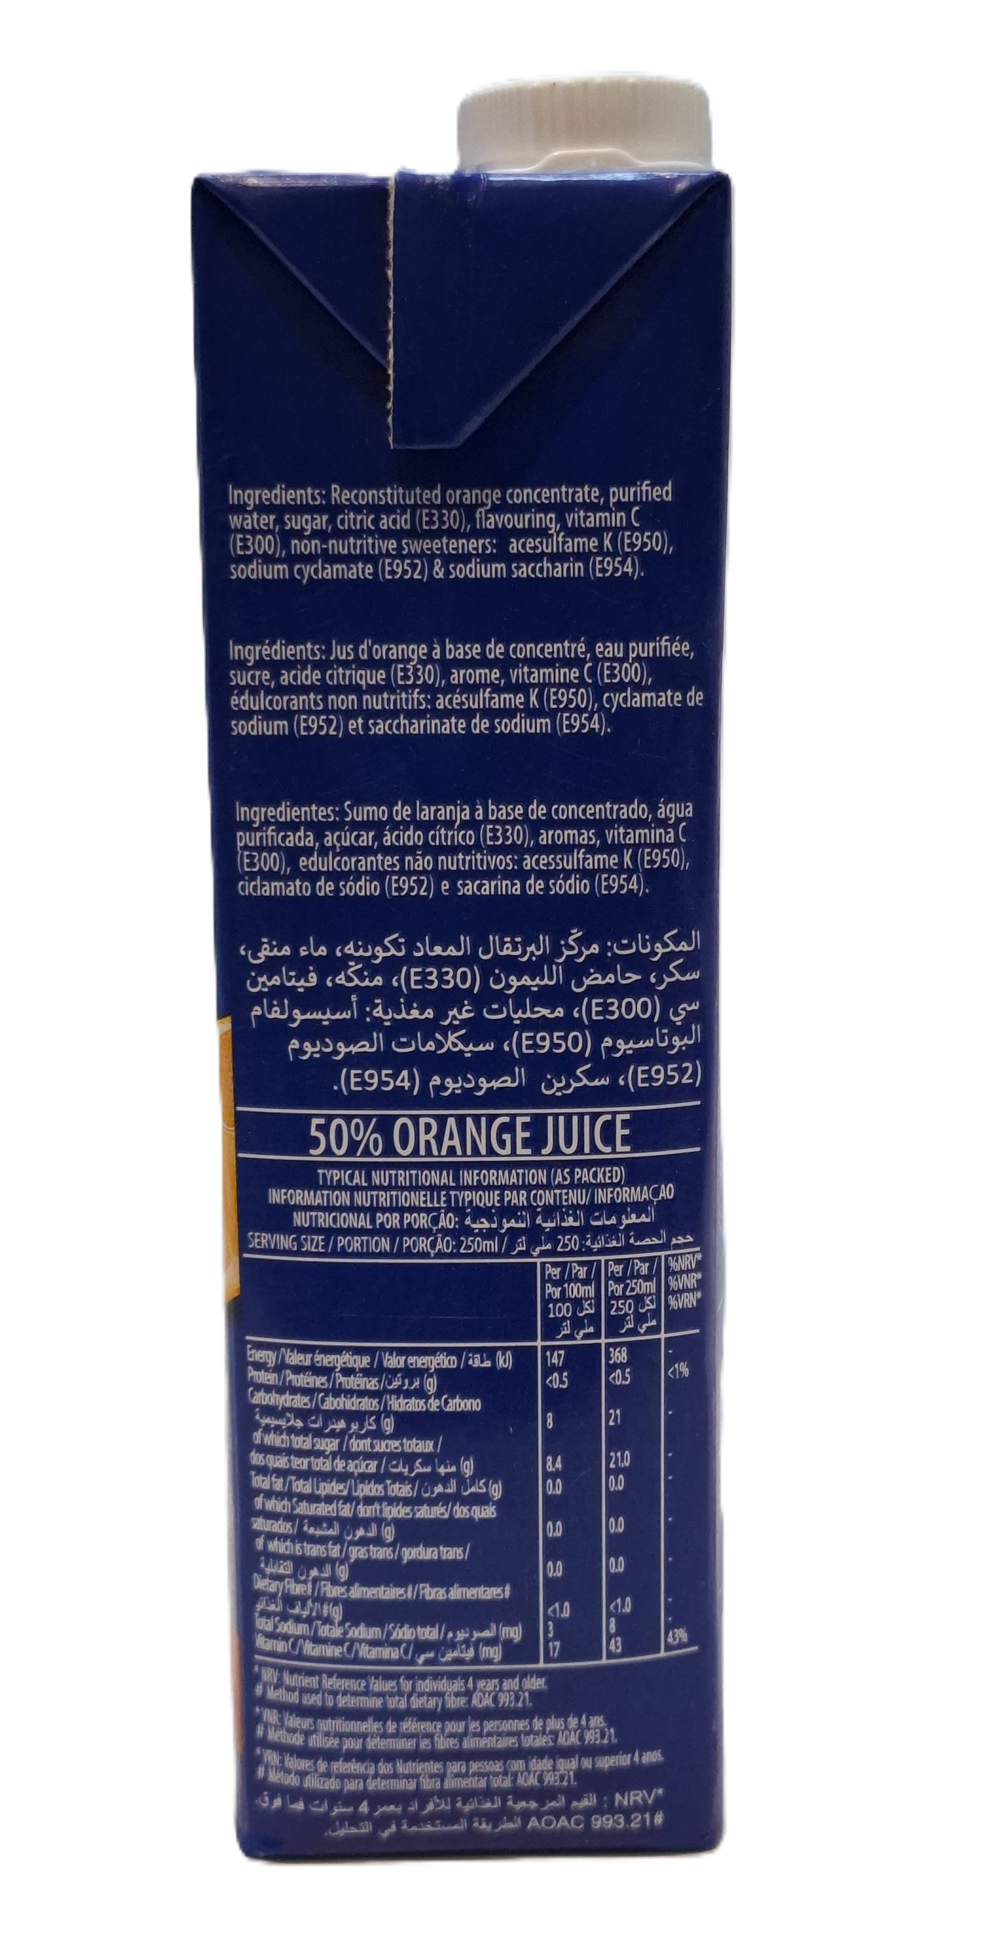 Ingredients: Reconstituted orange concentrate, purified
water, sugar, citric acid (E330), flavouring, vitamin C
(E300), non-nutritive sweeteners: acesulfame K (E950),
sodium cyclamate (E952) & sodium saccharin (E954).
Ingrédients: Jus d'orange à base de concentré, eau purifiée,
sucre, acide citrique (E330), arome, vitamine C (E300),
édulcorants non nutritifs: acésulfame K (E950), cyclamate de
sodium (E952) et saccharinate de sodium (E954).
Ingredientes: Sumo de laranja à base de concentrado, água
purificada, açúcar, ácido cítrico (E330), aromas, vitamina C
(E300), edulcorantes não nutritivos: acessulfame K (E950),
ciclamato de sódio (E952) e sacarina de sódio (E954).
المكونات: مركّز البرتقال المعاد تكوينه، ماء منقى،
سكر، حامض الليمون (E330)، منكّه، فيتامين
سي (E300)، محليات غير مغذية: أسيسولفام
البوتاسيوم (E950)، سيكلامات الصوديوم
(E952)، سكرين الصوديوم (E954).
50% ORANGE JUICE
TYPICAL NUTRITIONAL INFORMATION (AS PACKED)
INFORMATION NUTRITIONELLE TYPIQUE PAR CONTENU/ INFORMAÇAO
NUTRICIONAL POR PORÇÃO: المعلومات الغذائية النموذجية
SERVING SIZE / PORTION / PORÇÃO: 250ml / حجم الحصة الغذائية: 250 ملي لتر
Per / Par / Per / Par / %NRV*
Por 100ml Por 250ml %VNR*
لكل 100 لكل 250 %VRN*
ملي لتر ملي لتر
Energy / Valeur énergétique / Valor energético / طاقة (kJ) 147 368 -
Protein / Protéines / Protéinas / بروتين (g) <0.5 <0.5 <1%
Carbohydrates / Cabohidratos / Hidratos de Carbono
كاربوهيدرات جلايسيمية (g) 8 21 -
of which total sugar / dont sucres totaux /
dos quais teor total de açúcar / منها سكريات (g) 8.4 21.0 -
Total fat / Total Lipides/ Lipidos Totais / كامل الدهون (g) 0.0 0.0 -
of which Saturated fat/ don't lipides saturés/ dos quais
saturados / الدهون المشبعة (g) 0.0 0.0 -
of which is trans fat / gras trans / gordura trans /
الدهون التقابلية (g) 0.0 0.0 -
Dietary Fibre# / Fibres alimentaires# / Fibras alimentares#
الألياف الغذائية #(g) <1.0 <1.0 -
Total Sodium / Totale Sodium / Sódio total / الصوديوم (mg) 3 8 -
Vitamin C / Vitamine C / Vitamina C / فيتامين سي (mg) 17 43 43%
* NRV: Nutrient Reference Values for individuals 4 years and older.
# Method used to determine total dietary fibre: AOAC 993.21.
* VNR: Valeurs nutritionnelles de référence pour les personnes de plus de 4 ans.
# Méthode utilisée pour déterminer les fibres alimentaires totales: AOAC 993.21.
* VRN: Valores de referência dos Nutrientes para pessoas com idade igual ou superior 4 anos.
# Método utilizado para determinar fibra alimentar total: AOAC 993.21.
*NRV : القيم المرجعية الغذائية للأفراد بعمر 4 سنوات فما فوق.
#AOAC 993.21 الطريقة المستخدمة في التحليل.